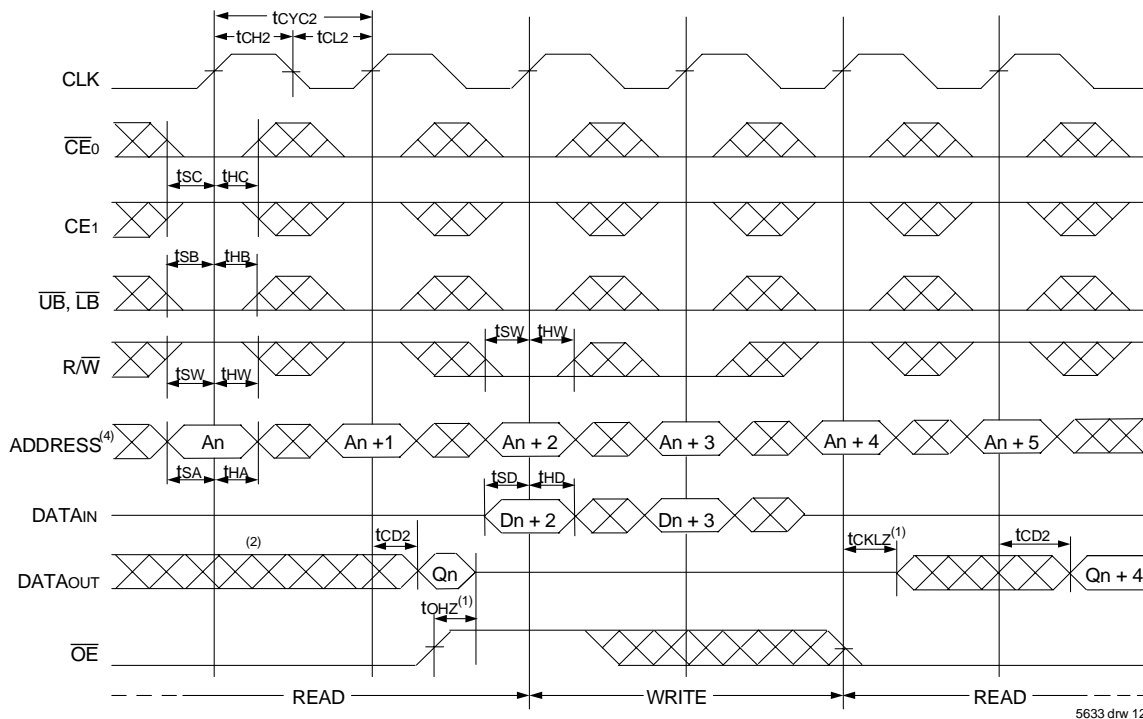 tCYC2
tCH2 tCL2
CLK
CE0
tSC tHC
CE1
tSB tHB
UB, LB
tSW tHW
R/W
tSW tHW
ADDRESS(4) An An +1 An + 2 An + 3 An + 4 An + 5
tSA tHA tSD tHD
DATAIN Dn + 2 Dn + 3
(2) tCD2 tCKLZ(1) tCD2
DATAOUT Qn Qn + 4
tOHZ(1)
OE
READ WRITE READ
5633 drw 12